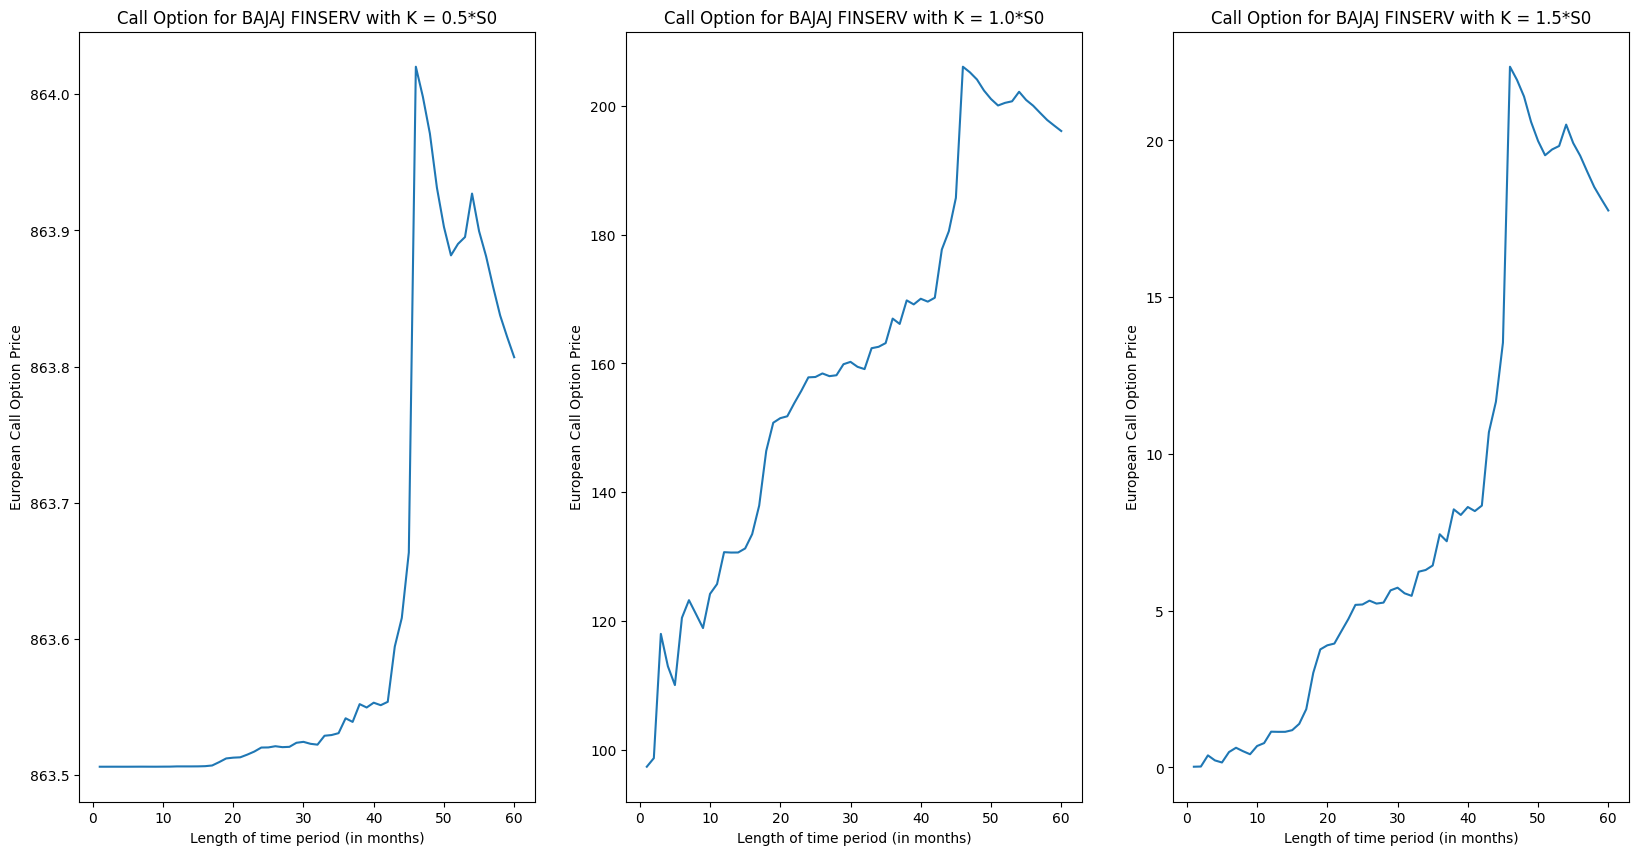 Call Option for BAJAJ FINSERV with K = 0.5*S0
European Call Option Price
864.0
863.9
863.8
863.7
863.6
863.5
0 10 20 30 40 50 60
Length of time period (in months)
Call Option for BAJAJ FINSERV with K = 1.0*S0
European Call Option Price
200
180
160
140
120
100
0 10 20 30 40 50 60
Length of time period (in months)
Call Option for BAJAJ FINSERV with K = 1.5*S0
European Call Option Price
20
15
10
5
0
0 10 20 30 40 50 60
Length of time period (in months)